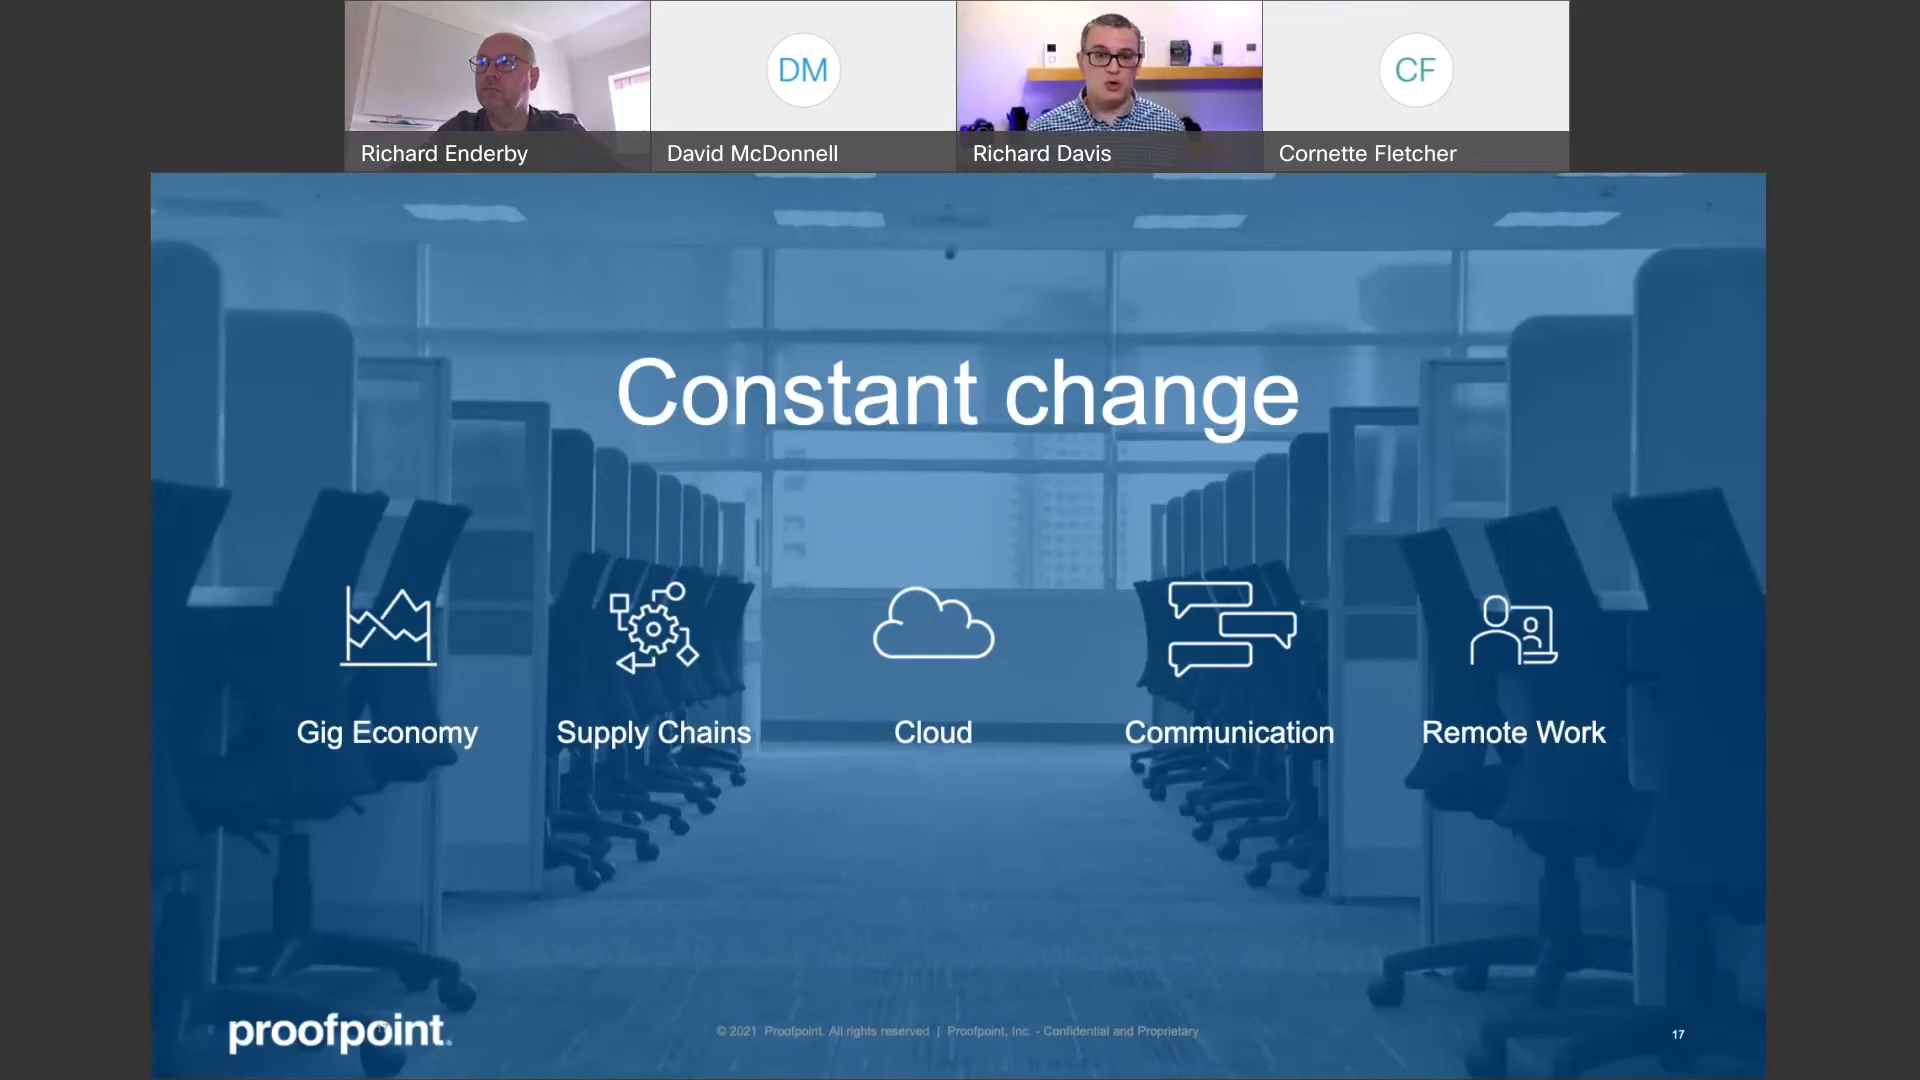 Richard Enderby
DM
David McDonnell
Richard Davis
CF
Cornette Fletcher
Constant change
Gig Economy
Supply Chains
Cloud
Communication
Remote Work
proofpoint.
© 2021 Proofpoint. All rights reserved | Proofpoint, Inc. - Confidential and Proprietary
17